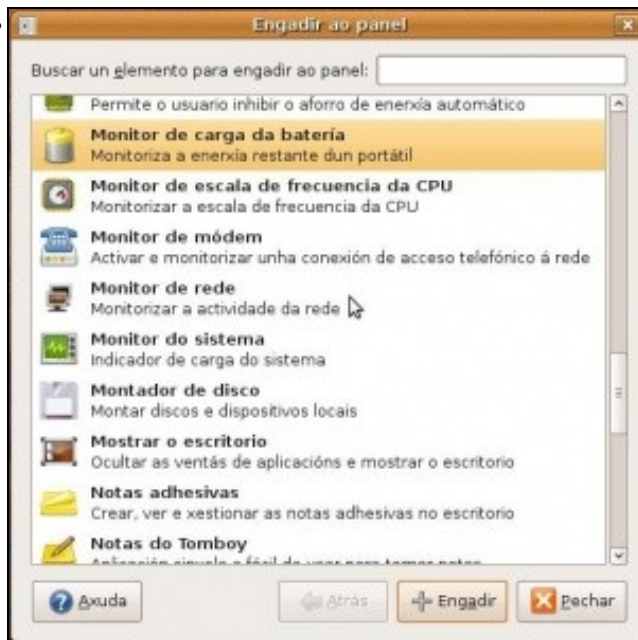 Engadir ao panel
Buscar un elemento para engadir ao panel:
Permite o usuario inhibir o aforro de enerxía automático
Monitor de carga da batería
Monitoriza a enerxía restante dun portátil
Monitor de escala de frecuencia da CPU
Monitorizar a escala de frecuencia da CPU
Monitor de módem
Activar e monitorizar unha conexión de acceso telefónico á rede
Monitor de rede
Monitorizar a actividade da rede
Monitor do sistema
Indicador de carga do sistema
Montador de disco
Montar discos e dispositivos locais
Mostrar o escritorio
Ocultar as ventás de aplicacións e mostrar o escritorio
Notas adhesivas
Crear, ver e xestionar as notas adhesivas no escritorio
Notas do Tomboy
Axuda
Atrás
Engadir
Pechar